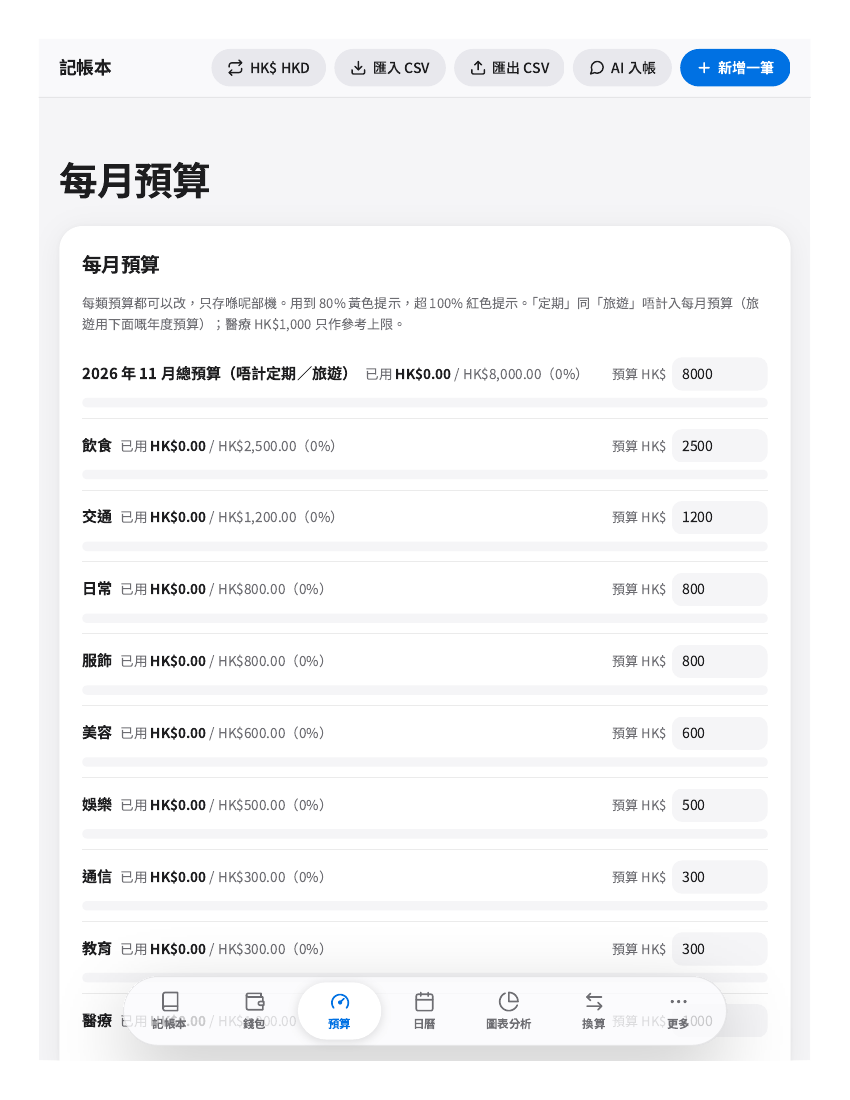 記帳本
HK$ HKD
匯入 CSV
匯出 CSV
AI 入帳
新增一筆
每月預算
每月預算
每類預算都可以改，只存喺呢部機。用到 80% 黃色提示，超 100% 紅色提示。「定期」同「旅遊」唔計入每月預算（旅
遊用下面嘅年度預算）；醫療 HK$1,000 只作參考上限。
2026 年 11 月總預算（唔計定期／旅遊） 已用 HK$0.00 / HK$8,000.00（0%） 預算 HK$ 8000
飲食 已用 HK$0.00 / HK$2,500.00（0%） 預算 HK$ 2500
交通 已用 HK$0.00 / HK$1,200.00（0%） 預算 HK$ 1200
日常 已用 HK$0.00 / HK$800.00（0%） 預算 HK$ 800
服飾 已用 HK$0.00 / HK$800.00（0%） 預算 HK$ 800
美容 已用 HK$0.00 / HK$600.00（0%） 預算 HK$ 600
娛樂 已用 HK$0.00 / HK$500.00（0%） 預算 HK$ 500
通信 已用 HK$0.00 / HK$300.00（0%） 預算 HK$ 300
教育 已用 HK$0.00 / HK$300.00（0%） 預算 HK$ 300
醫療 預算 HK$
記帳本
錢包
預算
日曆
圖表分析
換算
更多